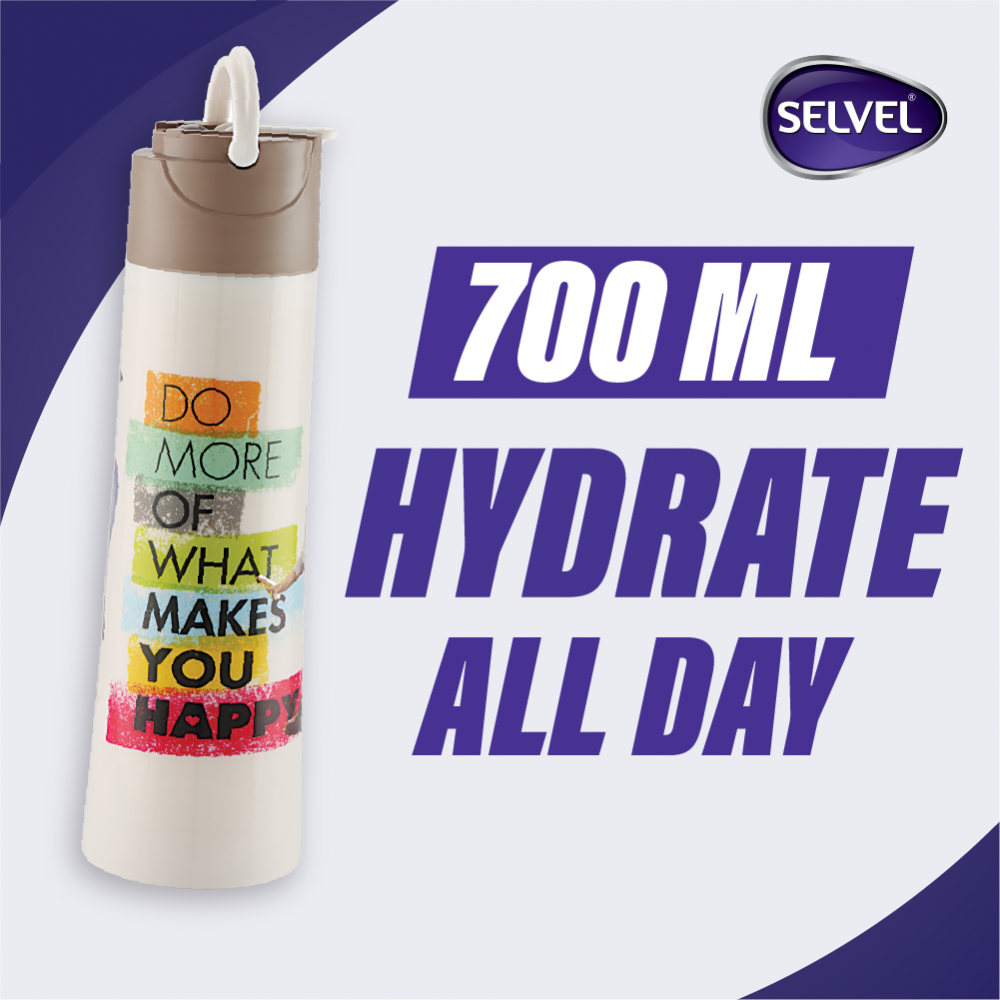 SELVEL®
700 ML
HYDRATE
ALL DAY
DO
MORE
OF
WHAT
MAKES
YOU
HAPPY